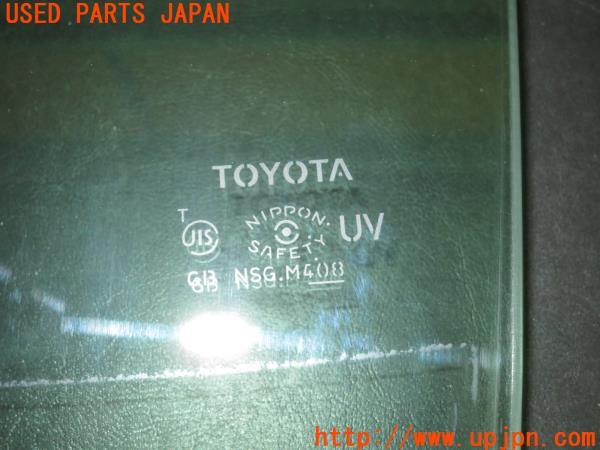 USED PARTS JAPAN
TOYOTA
T
JIS
NIPPON.
SAFETY
UV
NSG.M408
http://www.upjpn.com